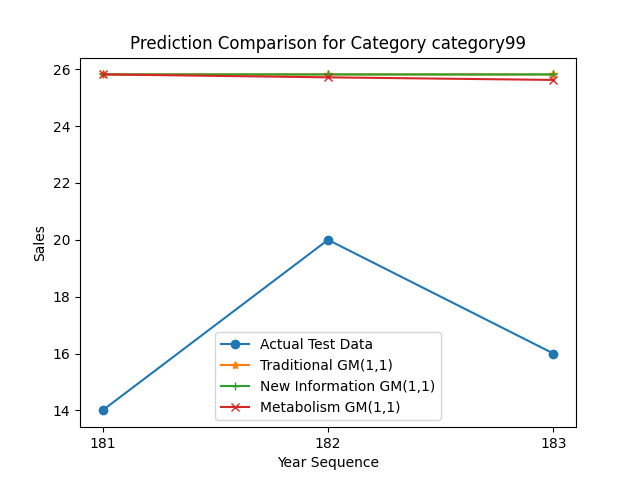 Prediction Comparison for Category category99
26
24
22
20
18
16
14
Sales
Actual Test Data
Traditional GM(1,1)
New Information GM(1,1)
Metabolism GM(1,1)
181
182
183
Year Sequence